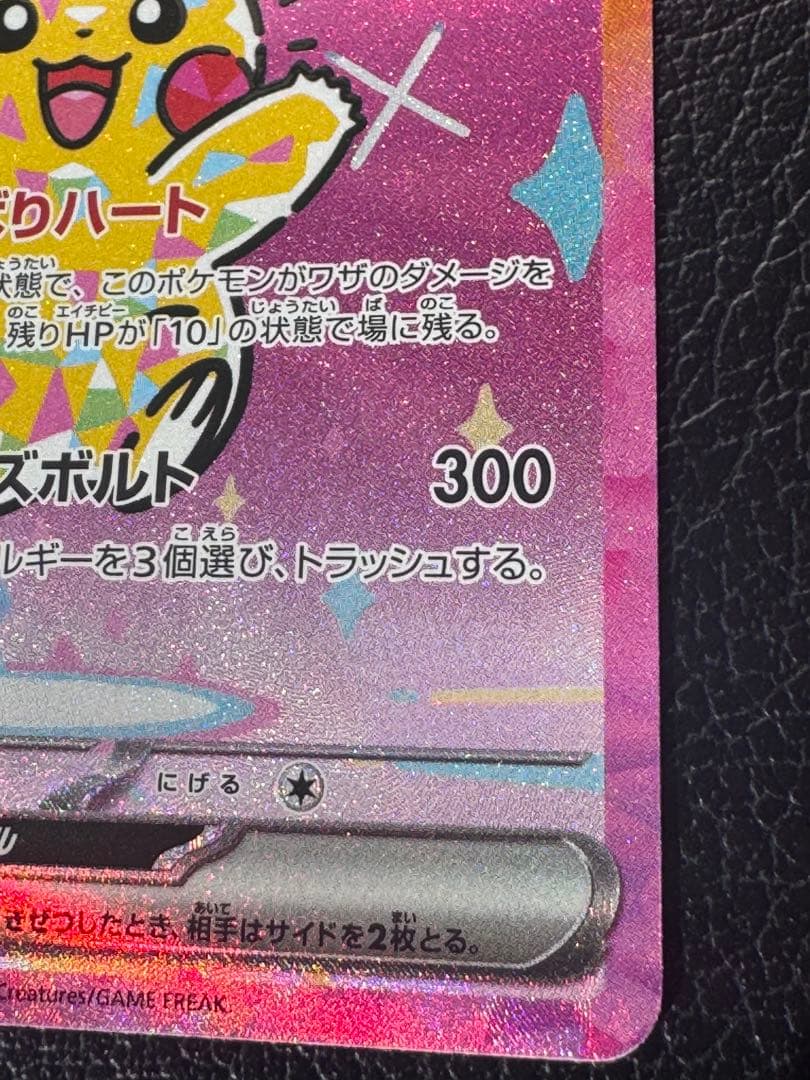 りハート
状態で、このポケモンがワザのダメージを
残りHPが「10」の状態で場に残る。
ズボルト 300
ルギーを3個選び、トラッシュする。
にげる
ル
きぜつしたとき、相手はサイドを2枚とる。
Creatures/GAME FREAK